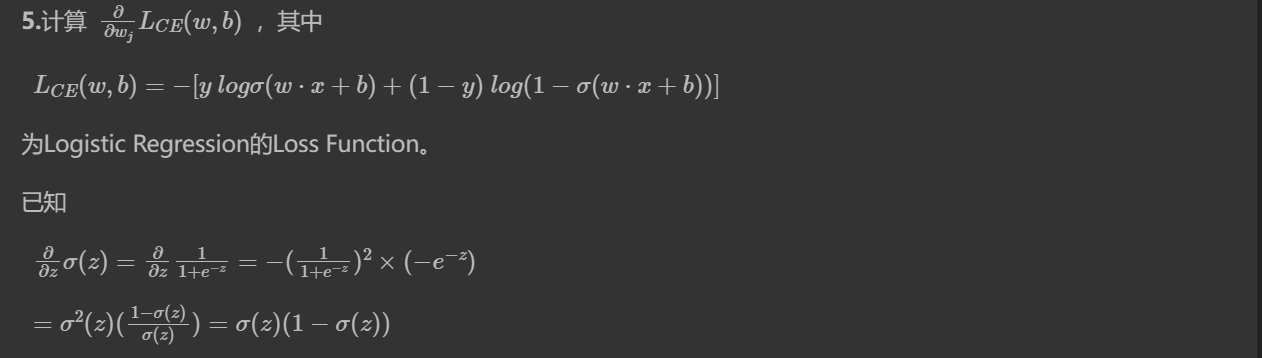 5.计算 $\frac{\partial}{\partial w_j}L_{CE}(w,b)$ ，其中
$L_{CE}(w,b)=-[y\,log\sigma(w\cdot x+b)+(1-y)\,log(1-\sigma(w\cdot x+b))]$
为Logistic Regression的Loss Function。
已知
$\frac{\partial}{\partial z}\sigma(z)=\frac{\partial}{\partial z}\frac{1}{1+e^{-z}}=-(\frac{1}{1+e^{-z}})^2\times(-e^{-z})$
$=\sigma^2(z)(\frac{1-\sigma(z)}{\sigma(z)})=\sigma(z)(1-\sigma(z))$